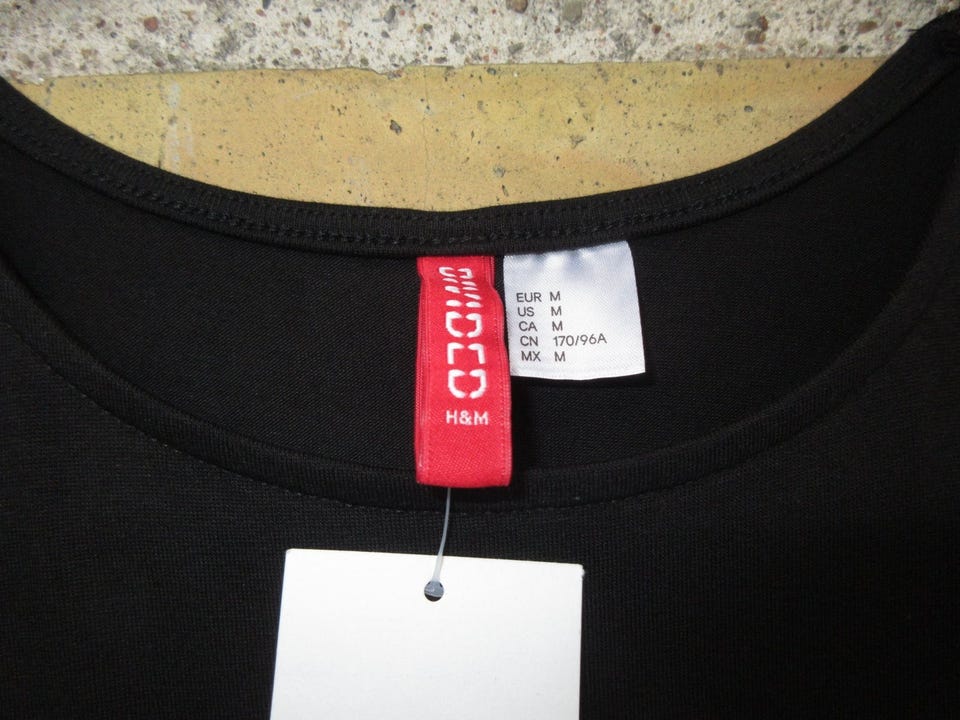 DIVIDED
H&M
EUR M
US M
CA M
CN 170/96A
MX M